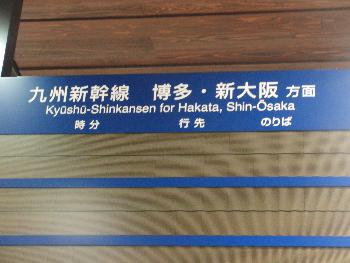 九州新幹線 博多・新大阪 方面
Kyūshū-Shinkansen for Hakata, Shin-Ōsaka
時分 行先 のりば